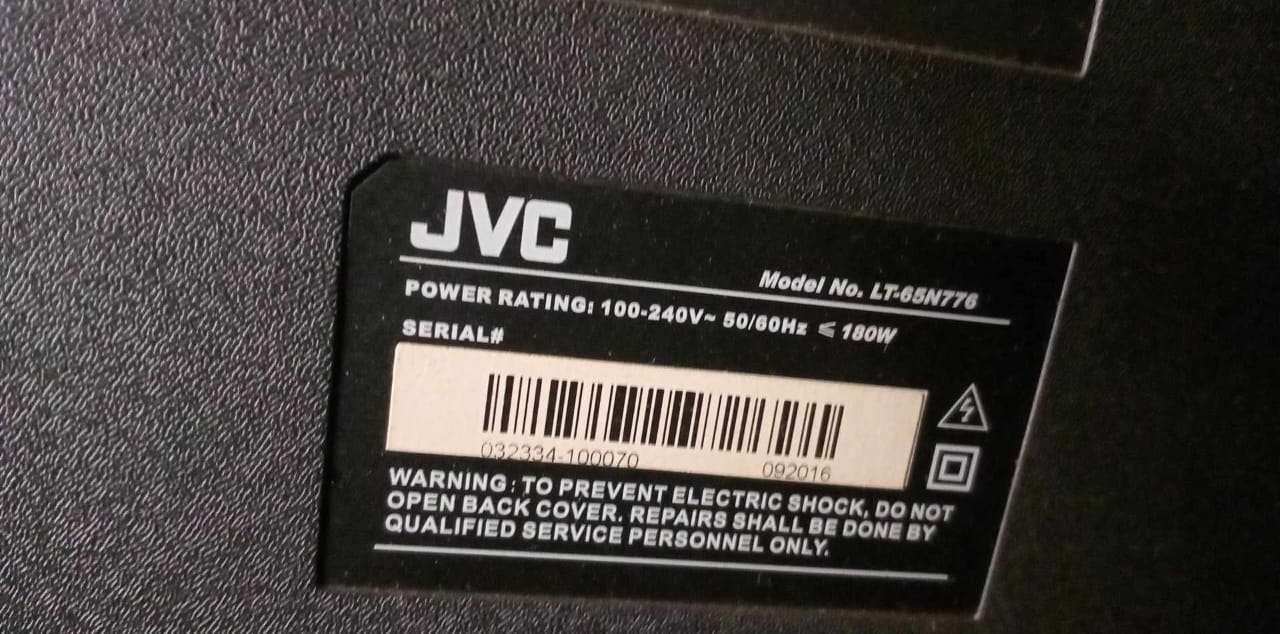 JVC
Model No. LT-65N776
POWER RATING: 100-240V~ 50/60Hz ⩽ 180W
SERIAL#
032334-100070 092016
WARNING: TO PREVENT ELECTRIC SHOCK, DO NOT
OPEN BACK COVER. REPAIRS SHALL BE DONE BY
QUALIFIED SERVICE PERSONNEL ONLY.